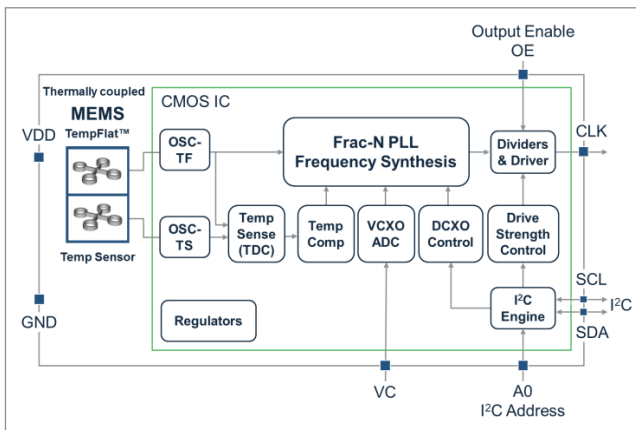 Output Enable
OE
Thermally coupled
MEMS
TempFlat™
CMOS IC
VDD
CLK
OSC-
TF
Frac-N PLL
Frequency Synthesis
Dividers
& Driver
OSC-
TS
Temp
Sense
(TDC)
Temp
Comp
VCXO
ADC
DCXO
Control
Drive
Strength
Control
Temp Sensor
SCL
I²C
SDA
I²C
Engine
GND
Regulators
VC
A0
I²C Address